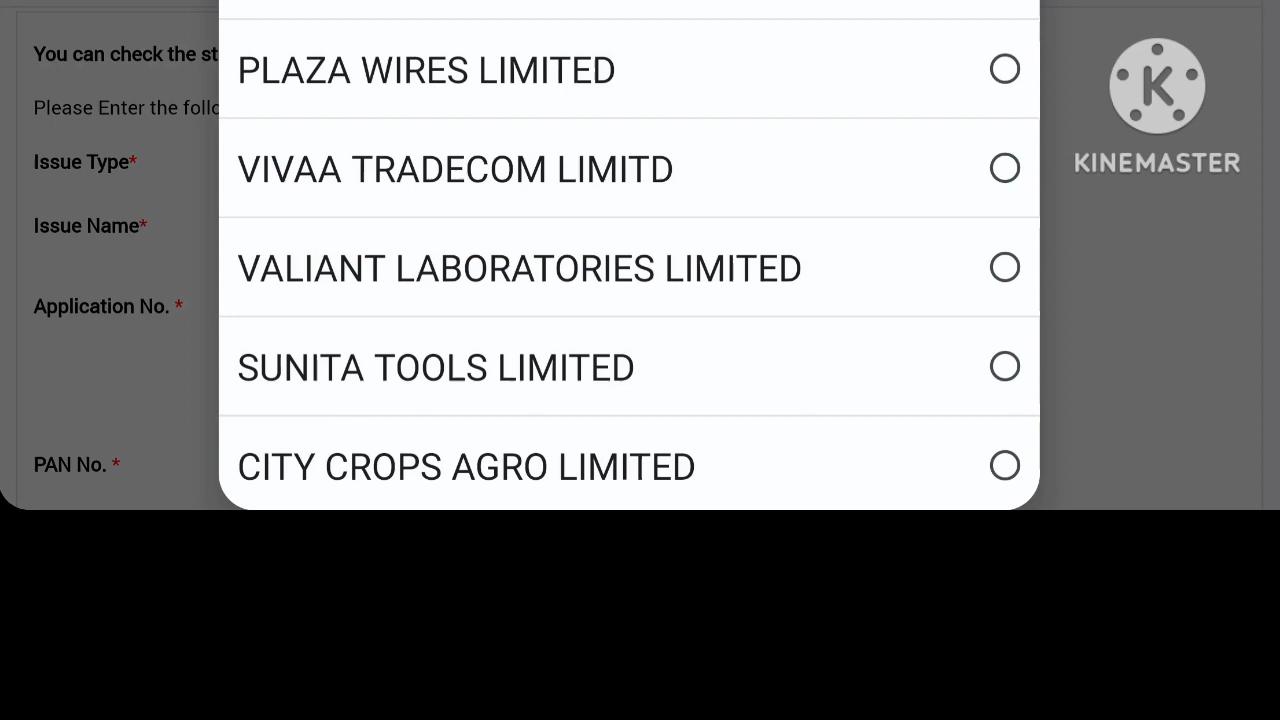 You can check the st
Please Enter the follo
Issue Type*
Issue Name*
Application No. *
PAN No. *
PLAZA WIRES LIMITED
VIVAA TRADECOM LIMITD
VALIANT LABORATORIES LIMITED
SUNITA TOOLS LIMITED
CITY CROPS AGRO LIMITED
K
KINEMASTER